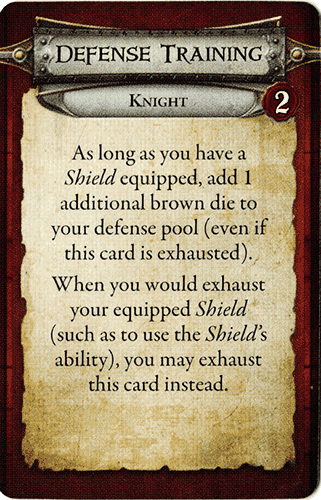 Defense Training
Knight
2
As long as you have a
Shield equipped, add 1
additional brown die to
your defense pool (even if
this card is exhausted).
When you would exhaust
your equipped Shield
(such as to use the Shield's
ability), you may exhaust
this card instead.